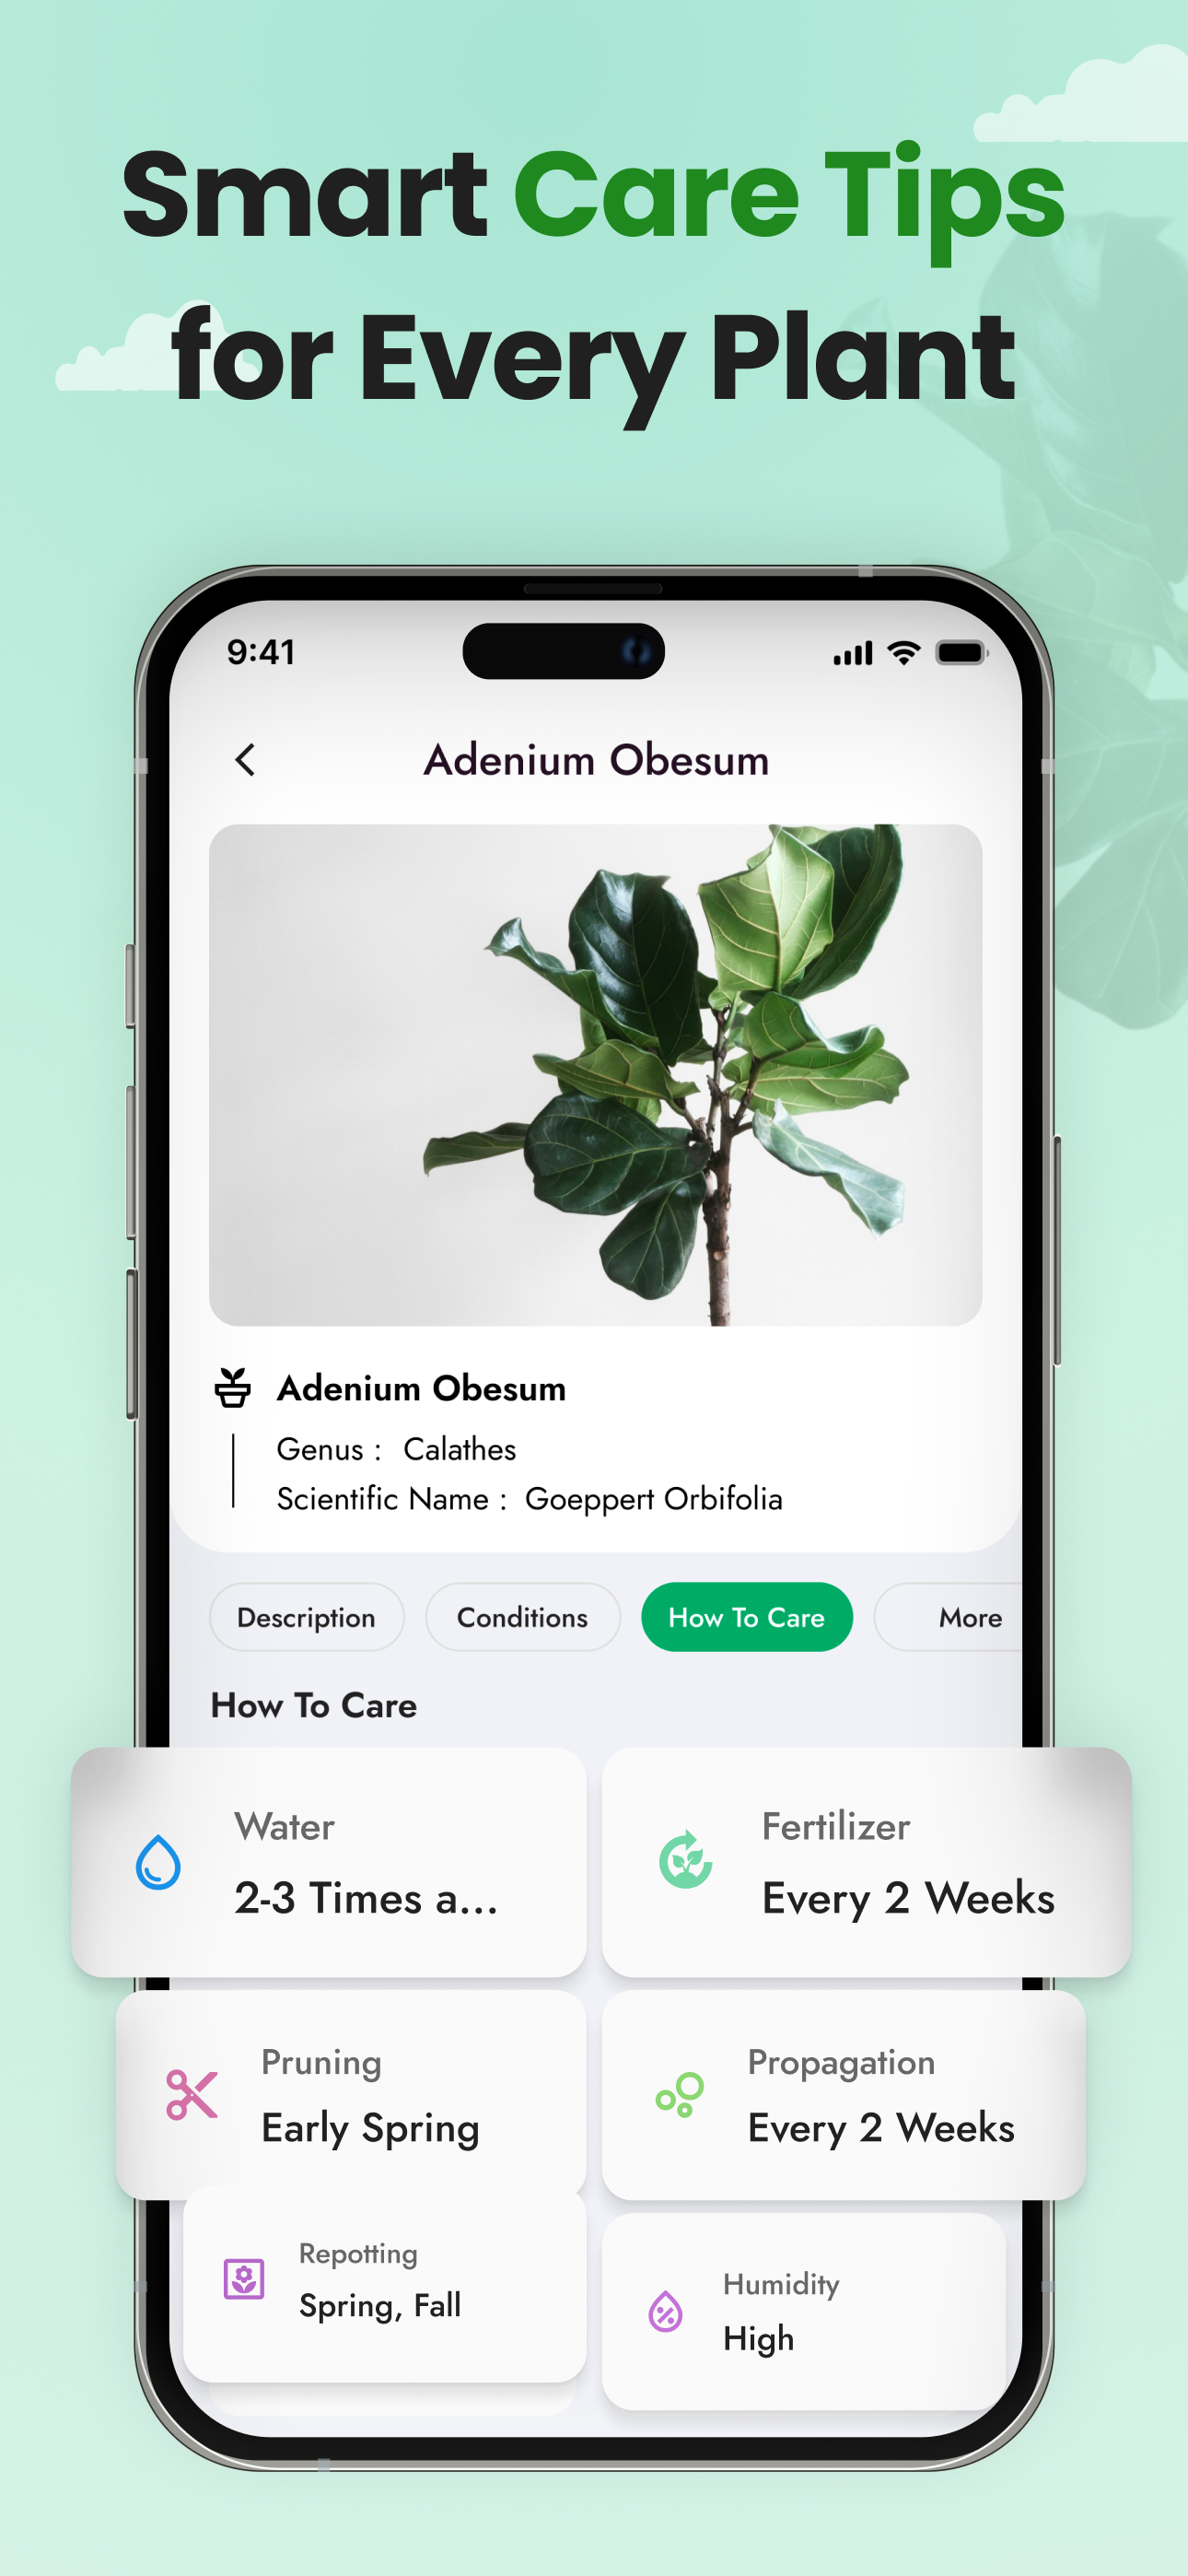 Smart Care Tips
for Every Plant
9:41
Adenium Obesum
Adenium Obesum
Genus : Calathes
Scientific Name : Goeppert Orbifolia
Description
Conditions
How To Care
More
How To Care
Water
2-3 Times a...
Fertilizer
Every 2 Weeks
Pruning
Early Spring
Propagation
Every 2 Weeks
Repotting
Spring, Fall
Humidity
High